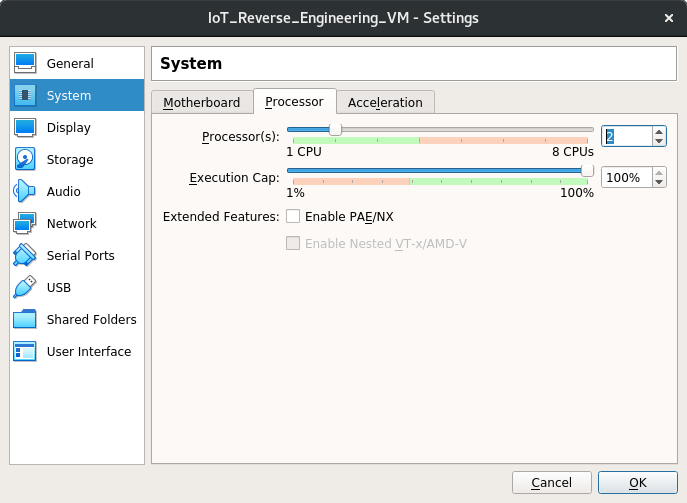 IoT_Reverse_Engineering_VM - Settings
General
System
Display
Storage
Audio
Network
Serial Ports
USB
Shared Folders
User Interface
System
Motherboard Processor Acceleration
Processor(s): 2
1 CPU 8 CPUs
Execution Cap: 100%
1% 100%
Extended Features: Enable PAE/NX
Enable Nested VT-x/AMD-V
Cancel OK